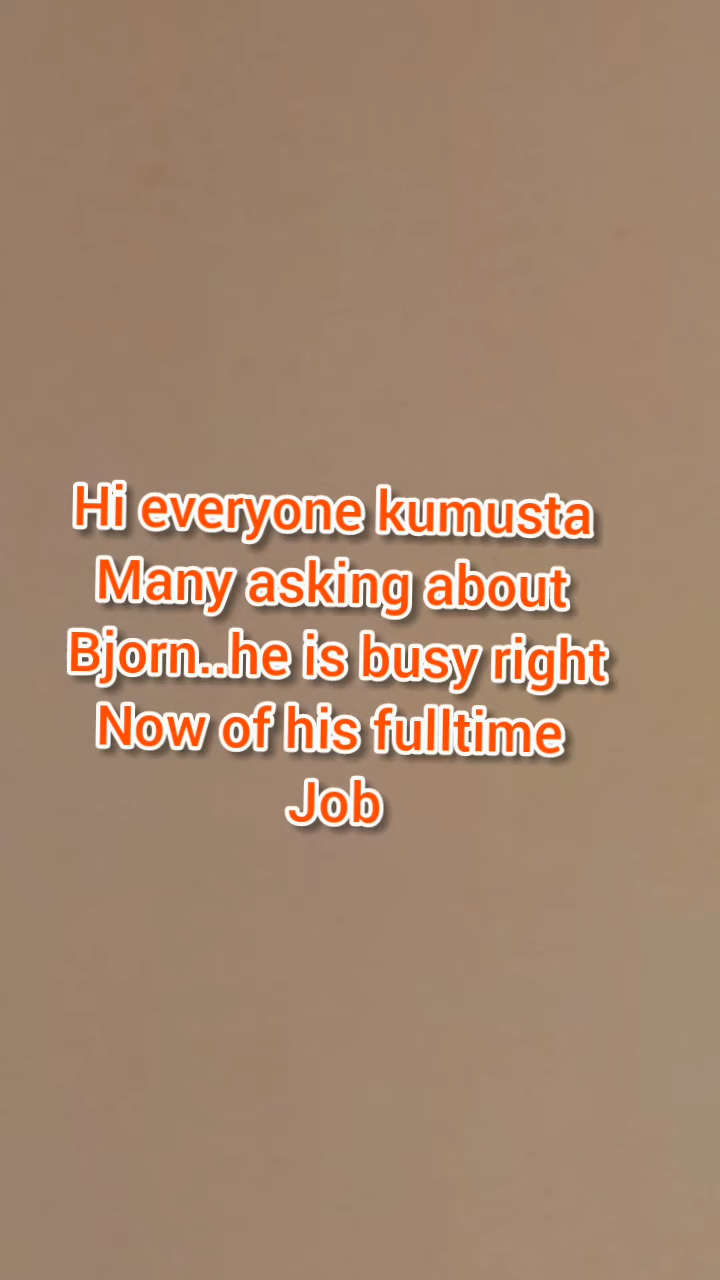 Hi everyone kumusta
Many asking about
Bjorn..he is busy right
Now of his fulltime
Job